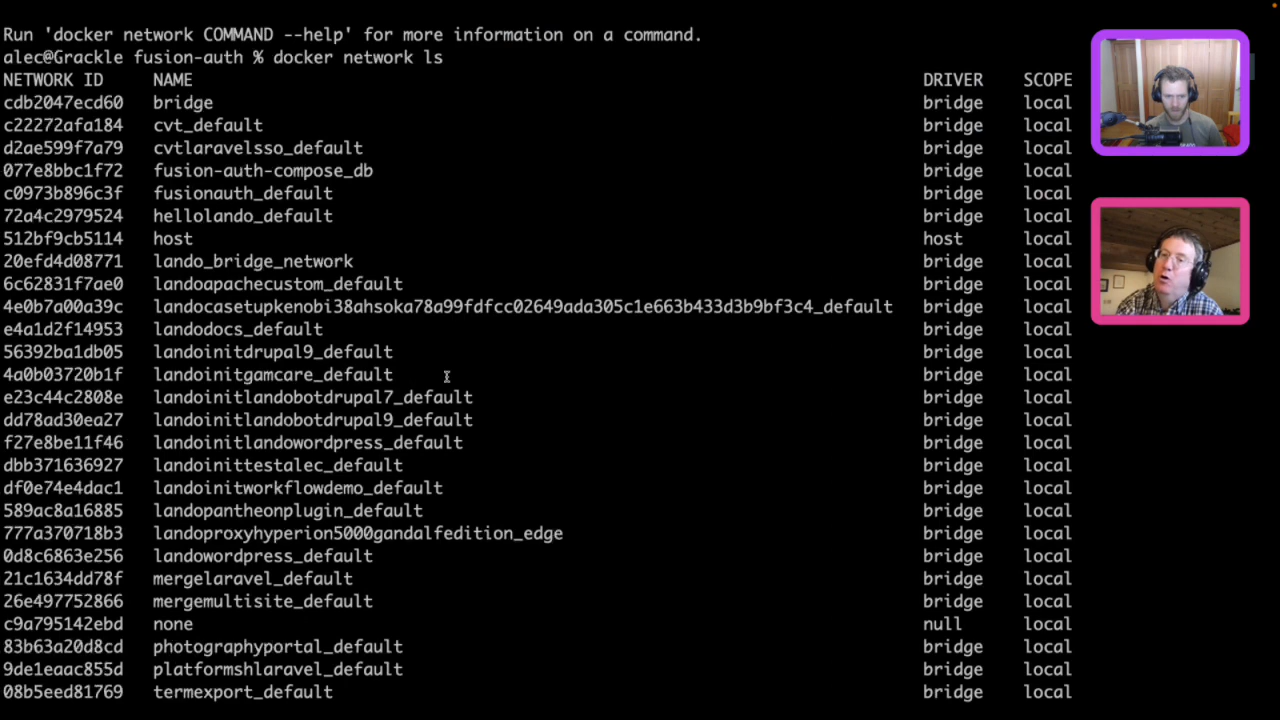 Run 'docker network COMMAND --help' for more information on a command.
alec@Grackle fusion-auth % docker network ls
NETWORK ID NAME DRIVER SCOPE
cdb2047ecd60 bridge bridge local
c22272afa184 cvt_default bridge local
d2ae599f7a79 cvtlaravelsso_default bridge local
077e8bbc1f72 fusion-auth-compose_db bridge local
c0973b896c3f fusionauth_default bridge local
72a4c2979524 hellolando_default bridge local
512bf9cb5114 host host local
20efd4d08771 lando_bridge_network bridge local
6c62831f7ae0 landoapachecustom_default bridge local
4e0b7a00a39c landocasetupkenobi38ahsoka78a99fdfcc02649ada305c1e663b433d3b9bf3c4_default bridge local
e4a1d2f14953 landodocs_default bridge local
56392ba1db05 landoinitdrupal9_default bridge local
4a0b03720b1f landoinitgamcare_default bridge local
e23c44c2808e landoinitlandobotdrupal7_default bridge local
dd78ad30ea27 landoinitlandobotdrupal9_default bridge local
f27e8be11f46 landoinitlandowordpress_default bridge local
dbb371636927 landoinittestalec_default bridge local
df0e74e4dac1 landoinitworkflowdemo_default bridge local
589ac8a16885 landopantheonplugin_default bridge local
777a370718b3 landoproxyhyperion5000gandalfedition_edge bridge local
0d8c6863e256 landowordpress_default bridge local
21c1634dd78f mergelaravel_default bridge local
26e497752866 mergemultisite_default bridge local
c9a795142ebd none null local
83b63a20d8cd photographyportal_default bridge local
9de1eaac855d platformshlaravel_default bridge local
08b5eed81769 termexport_default bridge local